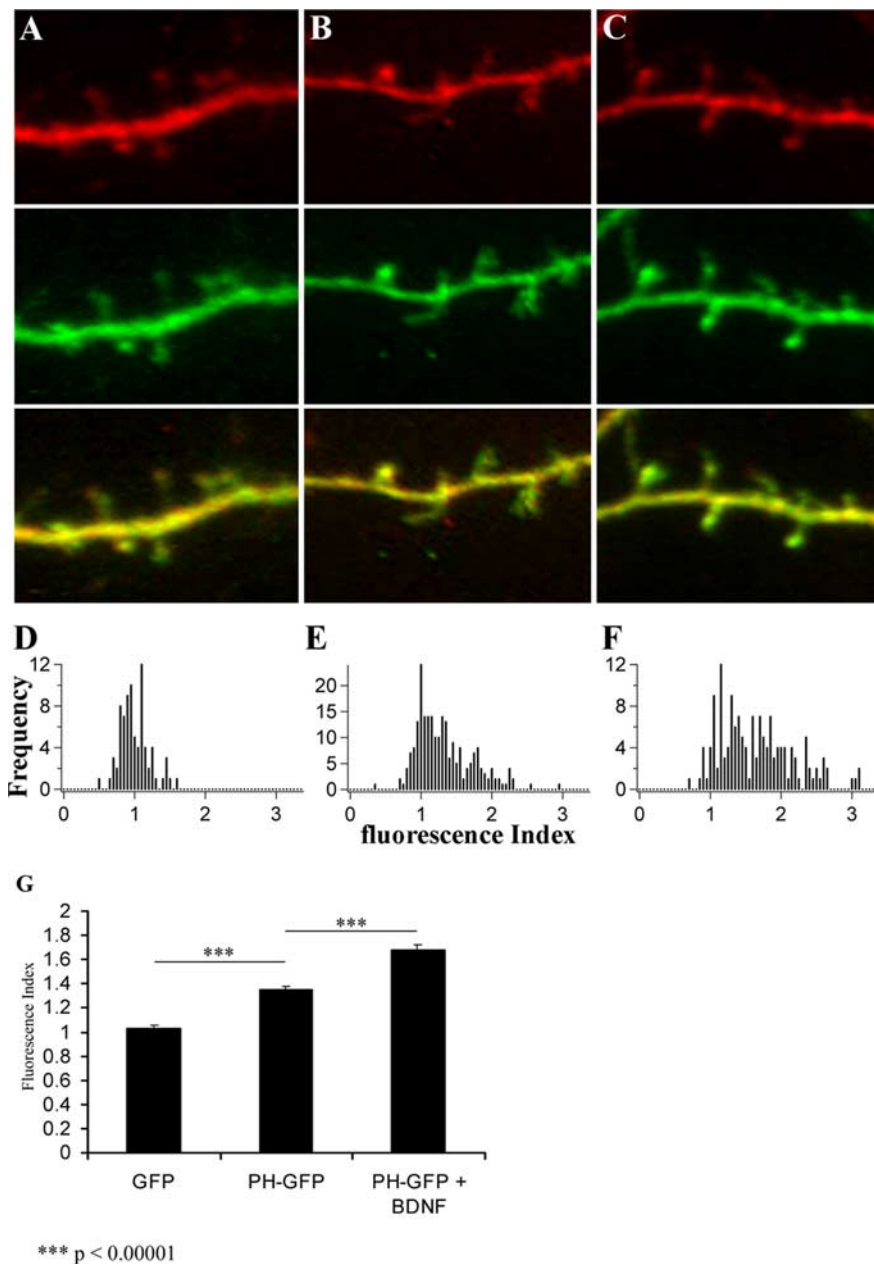 A
B
C
D
E
F
Frequency
12
8
4
0
0
1
2
3
20
15
10
5
0
0
1
2
3
12
8
4
0
0
1
2
3
fluorescence Index
G
Fluorescence Index
2
1.8
1.6
1.4
1.2
1
0.8
0.6
0.4
0.2
0
***
***
GFP
PH-GFP
PH-GFP +
BDNF
*** p < 0.00001